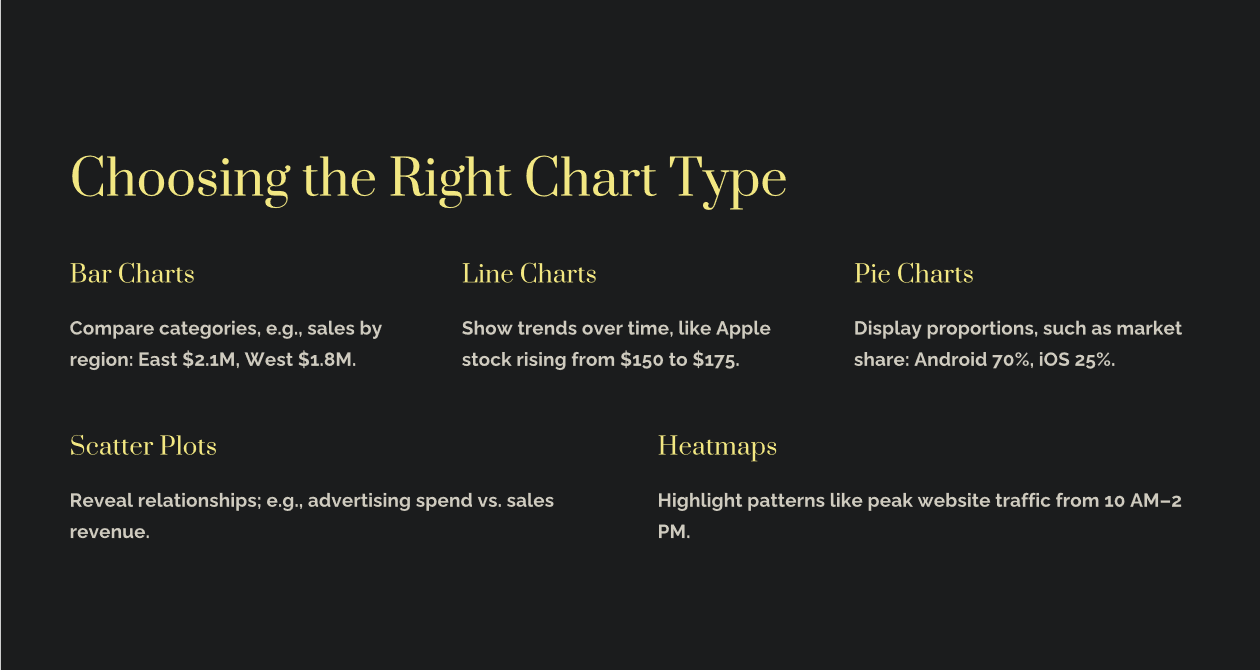 Choosing the Right Chart Type
Bar Charts
Compare categories, e.g., sales by
region: East $2.1M, West $1.8M.
Line Charts
Show trends over time, like Apple
stock rising from $150 to $175.
Pie Charts
Display proportions, such as market
share: Android 70%, iOS 25%.
Scatter Plots
Reveal relationships; e.g., advertising spend vs. sales
revenue.
Heatmaps
Highlight patterns like peak website traffic from 10 AM–2
PM.